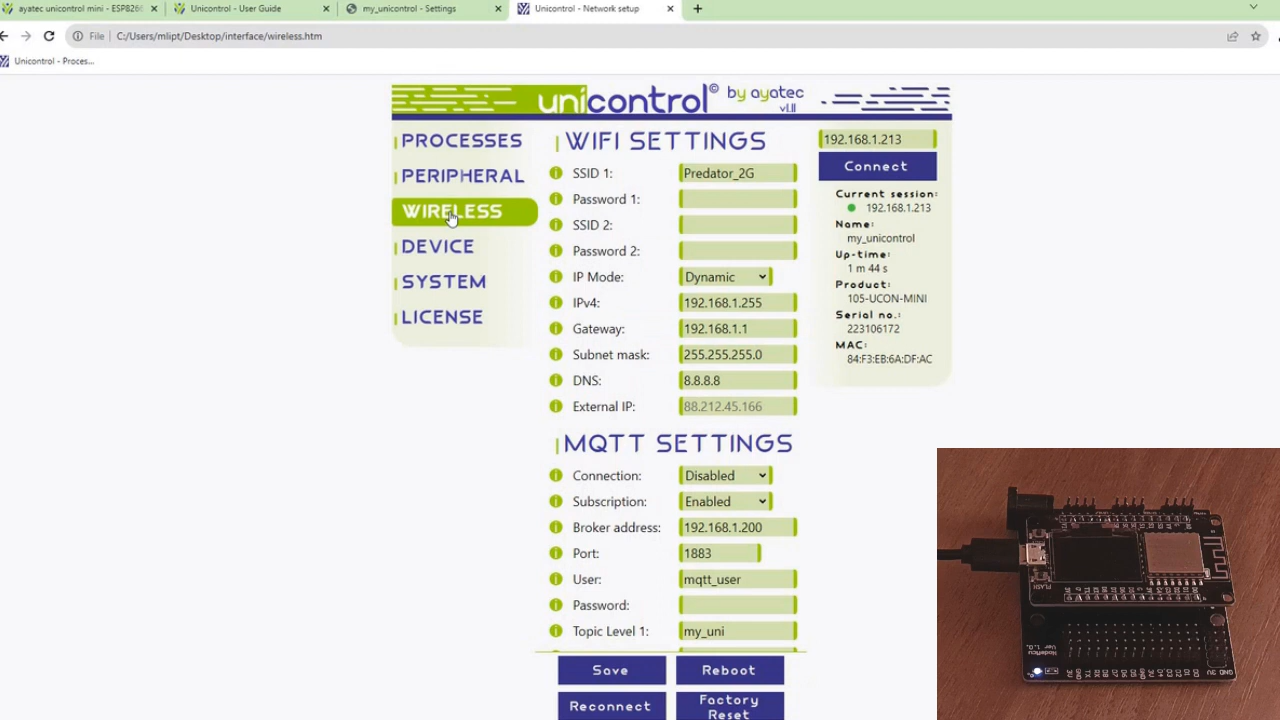 ayatec unicontrol mini - ESP826
Unicontrol - User Guide
my_unicontrol - Settings
Unicontrol - Network setup
File
C:/Users/mlipt/Desktop/interface/wireless.htm
Unicontrol - Proces...
unicontrol© by ayatec
v1.11
PROCESSES
PERIPHERAL
WIRELESS
DEVICE
SYSTEM
LICENSE
WIFI SETTINGS
SSID 1: Predator_2G
Password 1:
SSID 2:
Password 2:
IP Mode: Dynamic
IPv4: 192.168.1.255
Gateway: 192.168.1.1
Subnet mask: 255.255.255.0
DNS: 8.8.8.8
External IP: 88.212.45.166
MQTT SETTINGS
Connection: Disabled
Subscription: Enabled
Broker address: 192.168.1.200
Port: 1883
User: mqtt_user
Password:
Topic Level 1: my_uni
Save
Reboot
Reconnect
Factory
Reset
192.168.1.213
Connect
Current session:
192.168.1.213
Name:
my_unicontrol
Up-time:
1 m 44 s
Product:
105-UCON-MINI
Serial no.:
223106172
MAC:
84:F3:EB:6A:DF:AC
FLASH